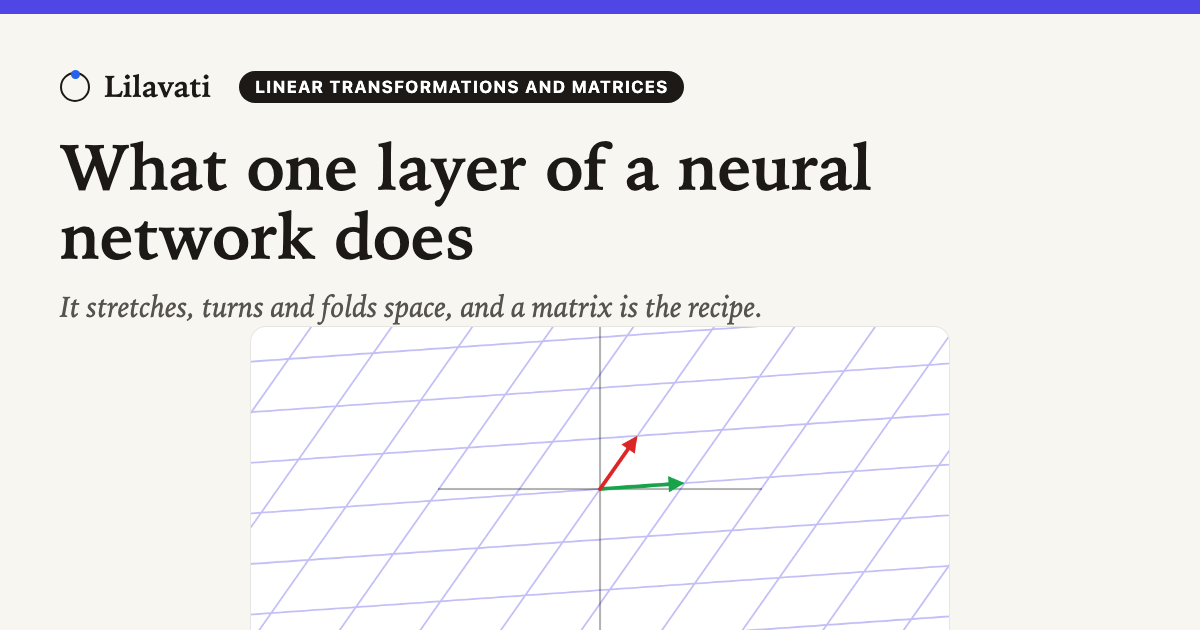 Lilavati
LINEAR TRANSFORMATIONS AND MATRICES
What one layer of a neural
network does
It stretches, turns and folds space, and a matrix is the recipe.